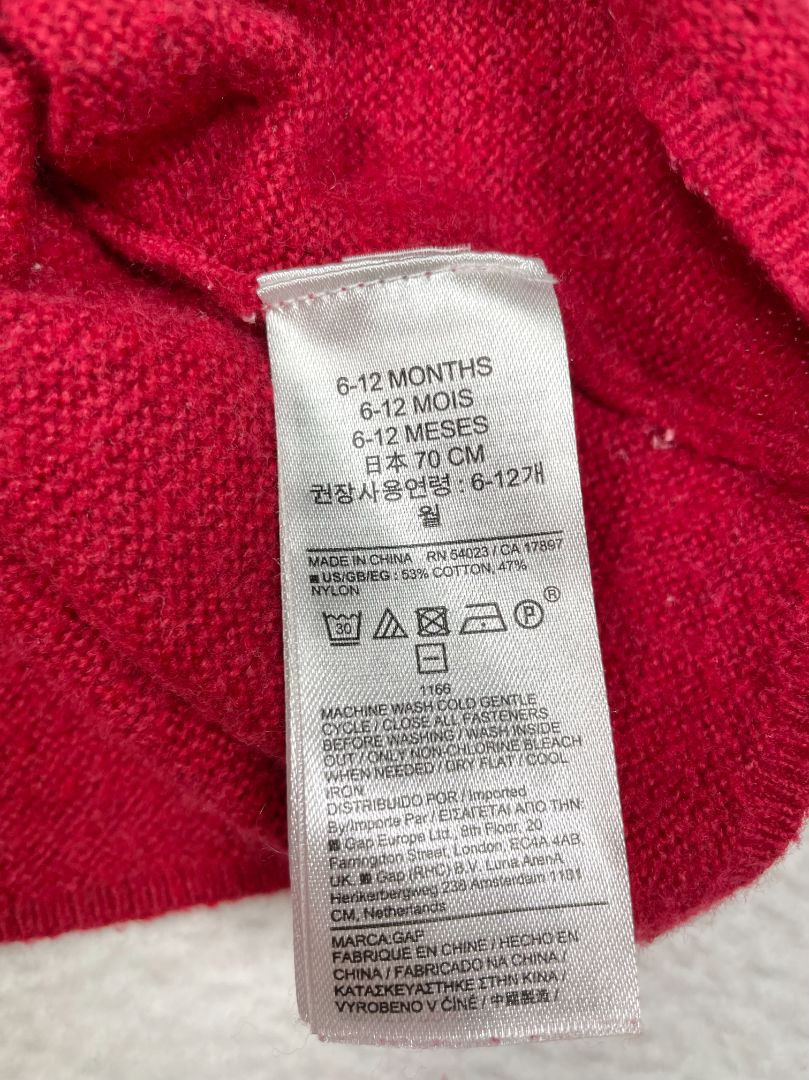 6-12 MONTHS
6-12 MOIS
6-12 MESES
日本 70 CM
권장사용연령 : 6-12개
월
MADE IN CHINA RN 54023 / CA 17897
■ US/GB/EG : 53% COTTON, 47%
NYLON
30 P ®
1166
MACHINE WASH COLD GENTLE
CYCLE / CLOSE ALL FASTENERS
BEFORE WASHING / WASH INSIDE
OUT / ONLY NON-CHLORINE BLEACH
WHEN NEEDED / DRY FLAT / COOL
IRON
DISTRIBUIDO POR / Imported
By/Importe Par / ΕΙΣΑΓΕΤΑΙ ΑΠΟ ΤΗΝ:
■ Gap Europe Ltd., 8th Floor, 20
Farringdon Street, London, EC4A 4AB,
UK. ■ Gap (RHC) B.V. Luna ArenA
Herikerbergweg 238 Amsterdam 1101
CM, Netherlands
MARCA:GAP
FABRIQUE EN CHINE / HECHO EN
CHINA / FABRICADO NA CHINA /
ΚΑΤΑΣΚΕΥΑΣΤΗΚΕ ΣΤΗΝ ΚΙΝΑ /
VYROBENO V ČÍNĚ / 中國製造 /